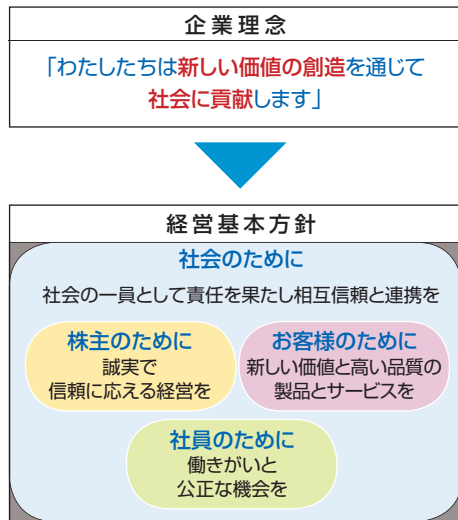 企業理念
「わたしたちは新しい価値の創造を通じて
社会に貢献します」
経営基本方針
社会のために
社会の一員として責任を果たし相互信頼と連携を
株主のために
誠実で
信頼に応える経営を
お客様のために
新しい価値と高い品質の
製品とサービスを
社員のために
働きがいと
公正な機会を